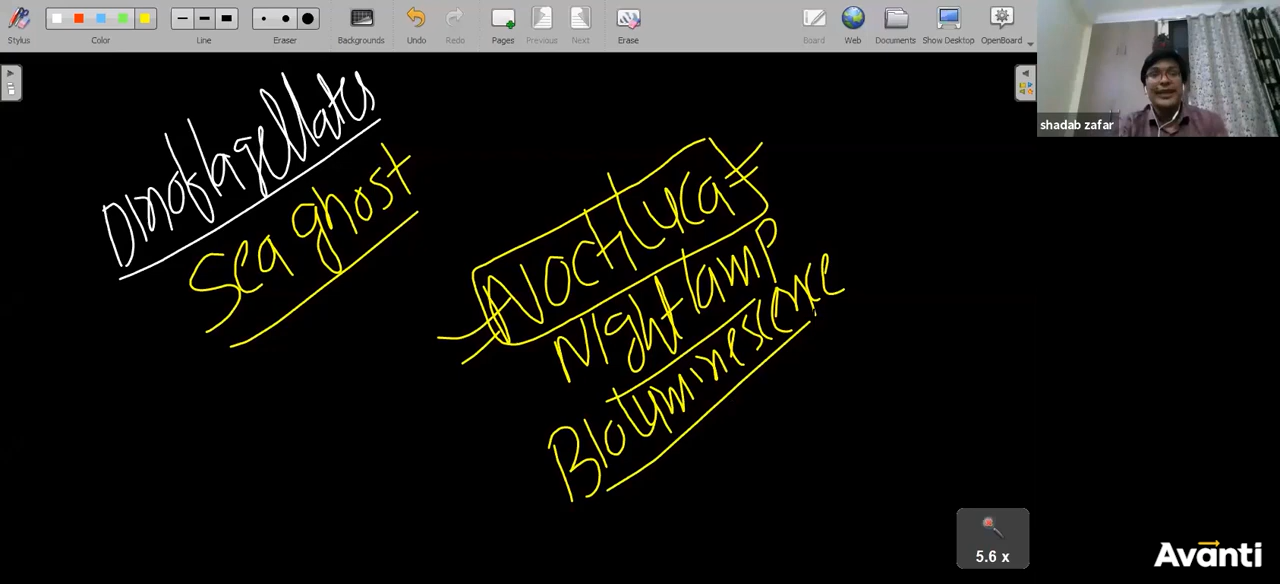 Stylus
Color
Line
Eraser
Backgrounds
Undo
Redo
Pages
Previous
Next
Erase
Board
Web
Documents
Show Desktop
OpenBoard
shadab zafar
Dinoflagellates
Sea ghost
Noctiluca
Night lamp
Bioluminescence
5.6 x
Avanti